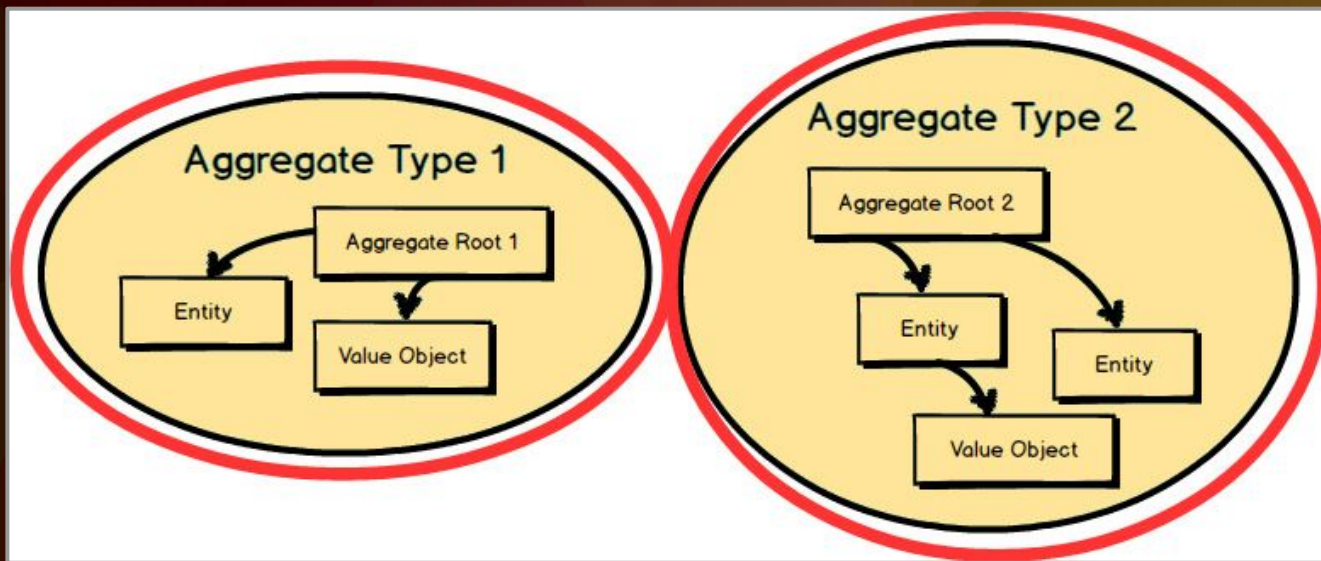 Aggregate Type 1
Aggregate Root 1
Entity
Value Object
Aggregate Type 2
Aggregate Root 2
Entity
Entity
Value Object